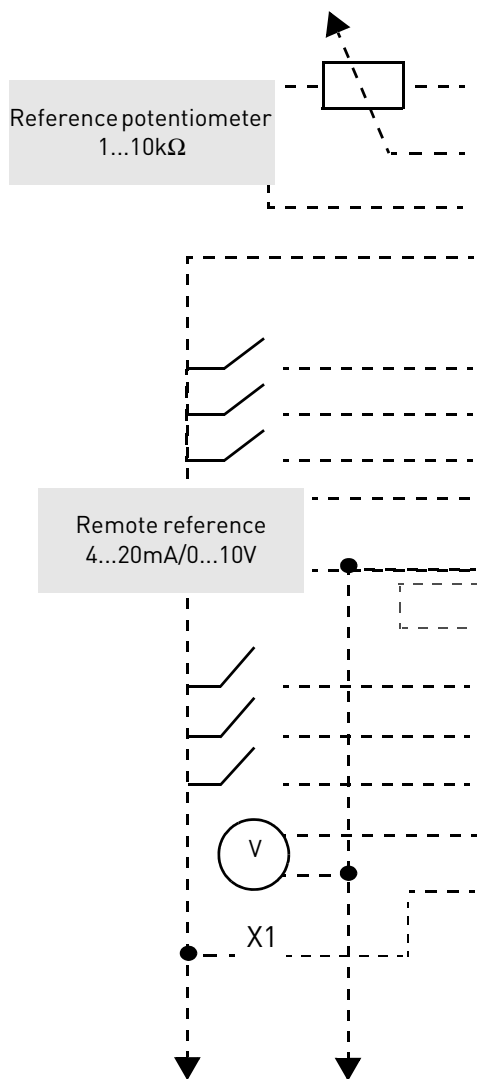 Reference potentiometer
1...10kΩ
Remote reference
4...20mA/0...10V
V
X1